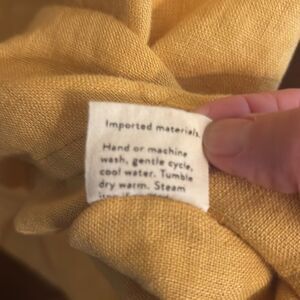 Imported materials.
Hand or machine
wash, gentle cycle,
cool water. Tumble
dry warm. Steam